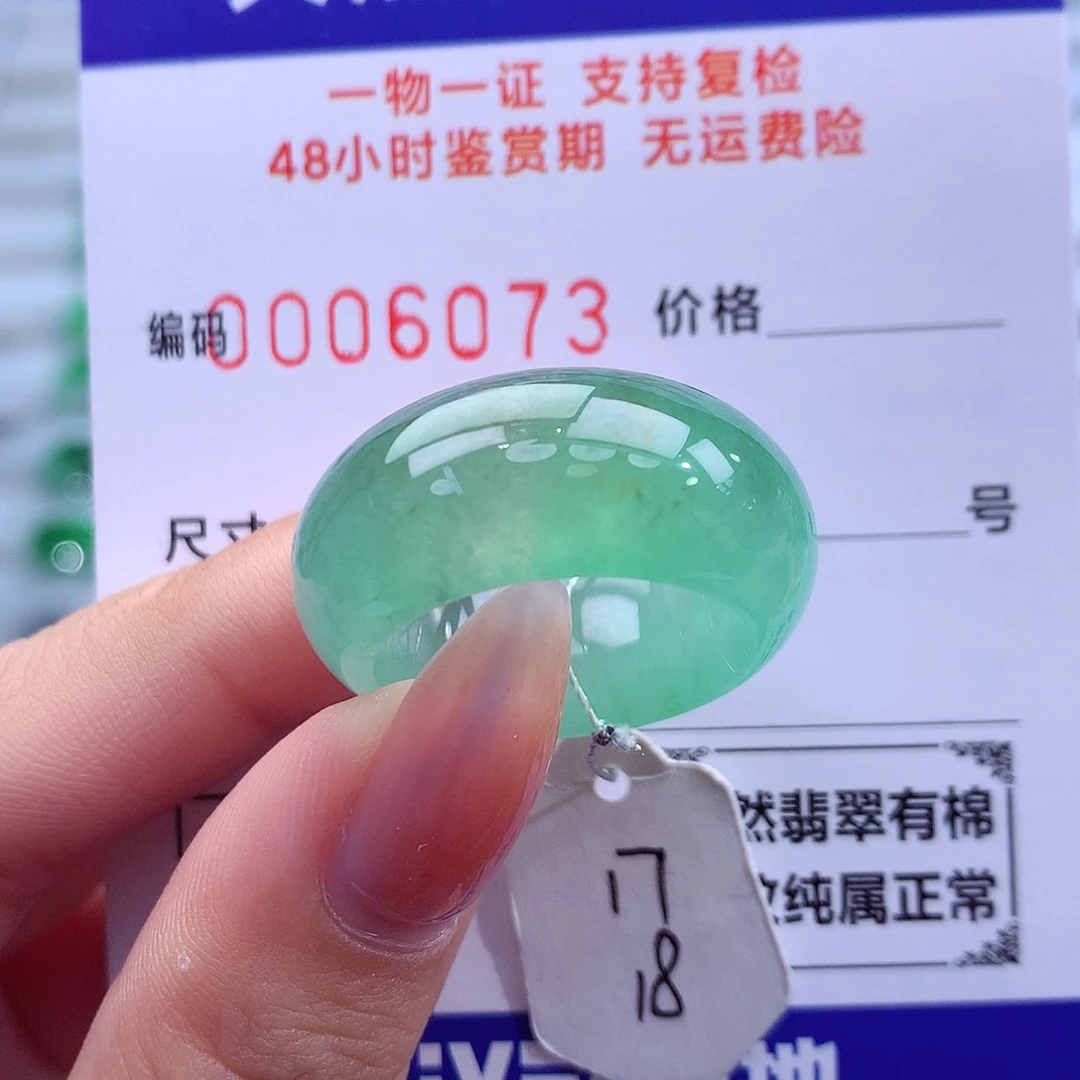 一物一证 支持复检
48小时鉴赏期 无运费险
编码0006073 价格
尺寸 号
然翡翠有棉
纯属正常
17
18